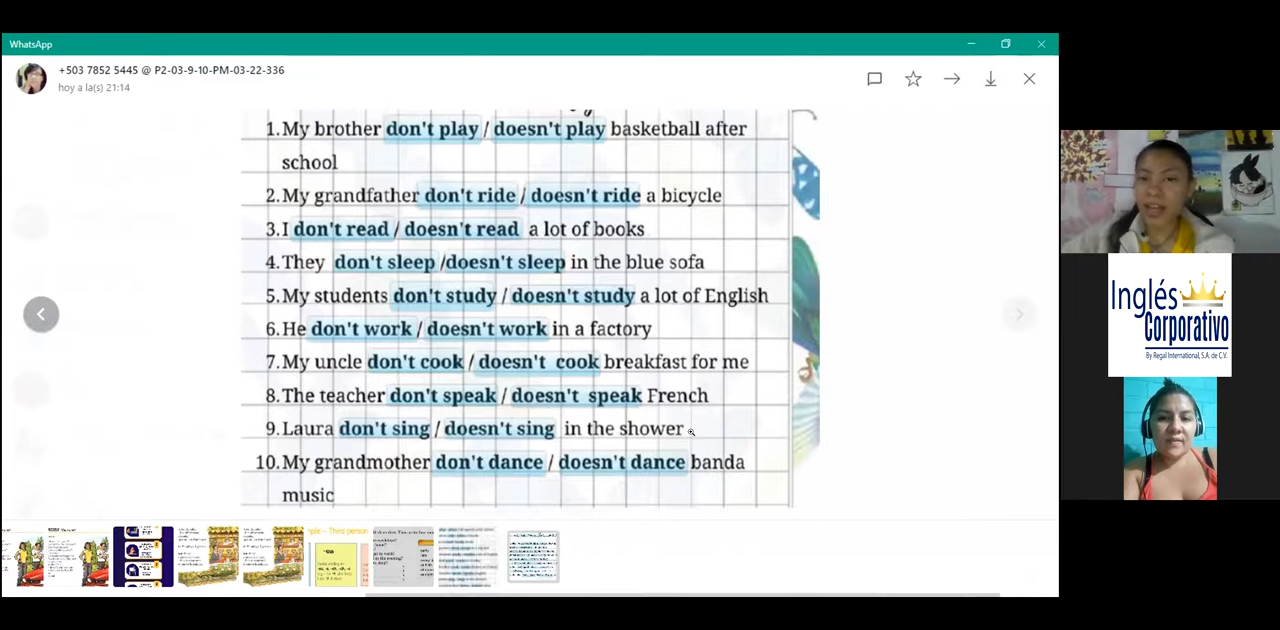 WhatsApp
+503 7852 5445 @ P2-03-9-10-PM-03-22-336
hoy a la(s) 21:14
1.My brother don't play / doesn't play basketball after
school
2.My grandfather don't ride / doesn't ride a bicycle
3.I don't read / doesn't read a lot of books
4.They don't sleep /doesn't sleep in the blue sofa
5.My students don't study / doesn't study a lot of English
6.He don't work / doesn't work in a factory
7.My uncle don't cook / doesn't cook breakfast for me
8.The teacher don't speak / doesn't speak French
9.Laura don't sing / doesn't sing in the shower
10.My grandmother don't dance / doesn't dance banda
music
Inglés
Corporativo
By Regal International, S.A. de C.V.